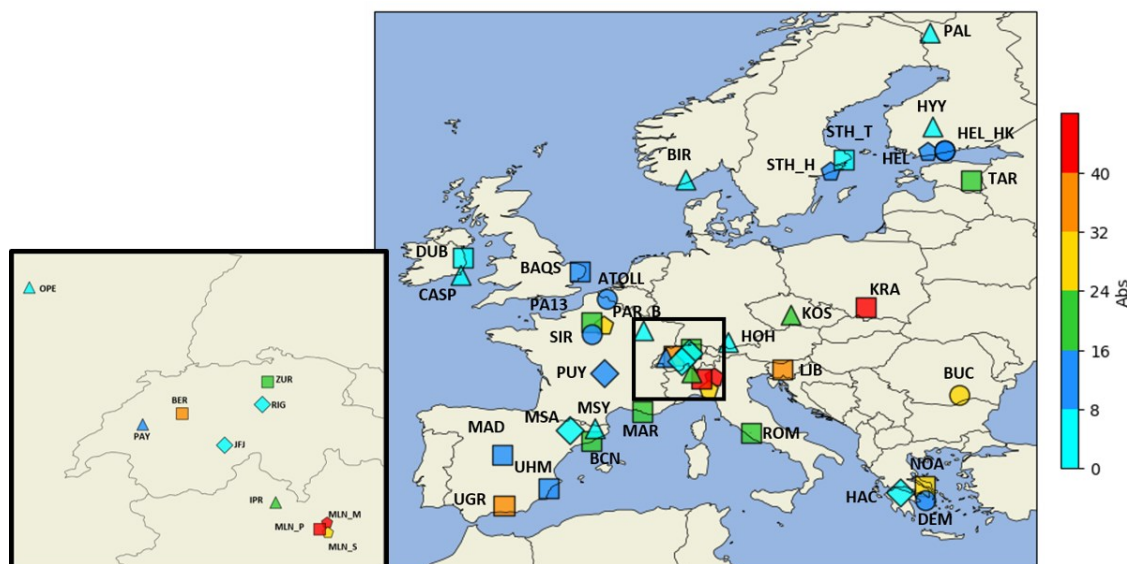 PAL
HYY
HEL_HK
STH_T
HEL
BIR
STH_H
TAR
DUB
BAQS
ATOLL
CASP
KRA
PA13
PAR_B
KOS
SIR
HOH
PUY
LJB
BUC
MSY
MSA
MAR
MAD
ROM
BCN
UHM
NOA
UGR
HAC
DEM
40
32
24
16
8
0
Abs
OPE
ZUR
BER
RIG
PAY
JFJ
IPR
MLN_M
MLN_P
MLN_S